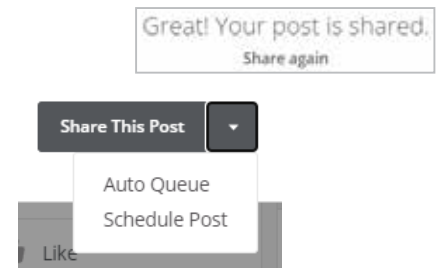 Great! Your post is shared.
Share again
Share This Post
Auto Queue
Schedule Post
Like